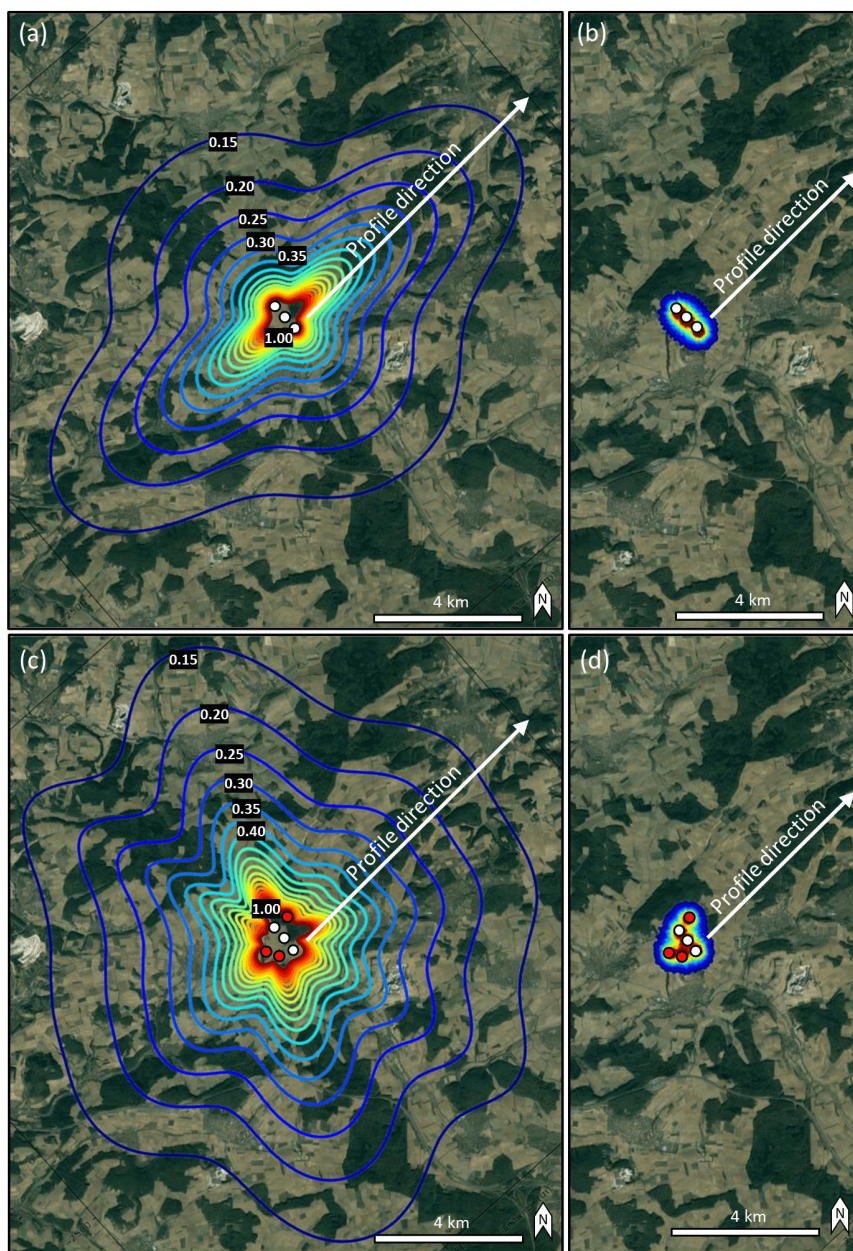 (a)
0.15
0.20
0.25
0.30
0.35
1.00
Profile direction
4 km
N
(b)
Profile direction
4 km
N
(c)
0.15
0.20
0.25
0.30
0.35
0.40
1.00
Profile direction
4 km
N
(d)
Profile direction
4 km
N